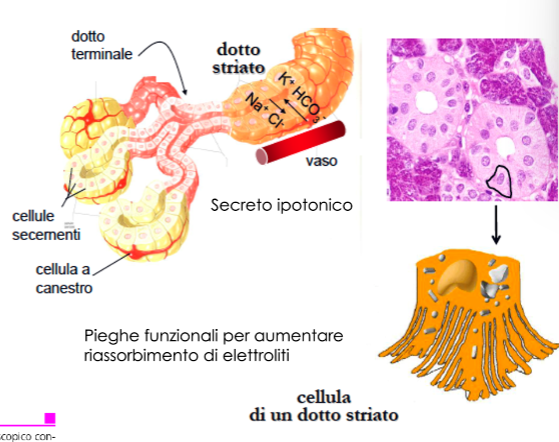 dotto
terminale
dotto
striato
K+ HCO3-
Na+ Cl-
vaso
cellule
secementi
Secreto ipotonico
cellula a
canestro
Pieghe funzionali per aumentare
riassorbimento di elettroliti
cellula
di un dotto striato
scopico con-